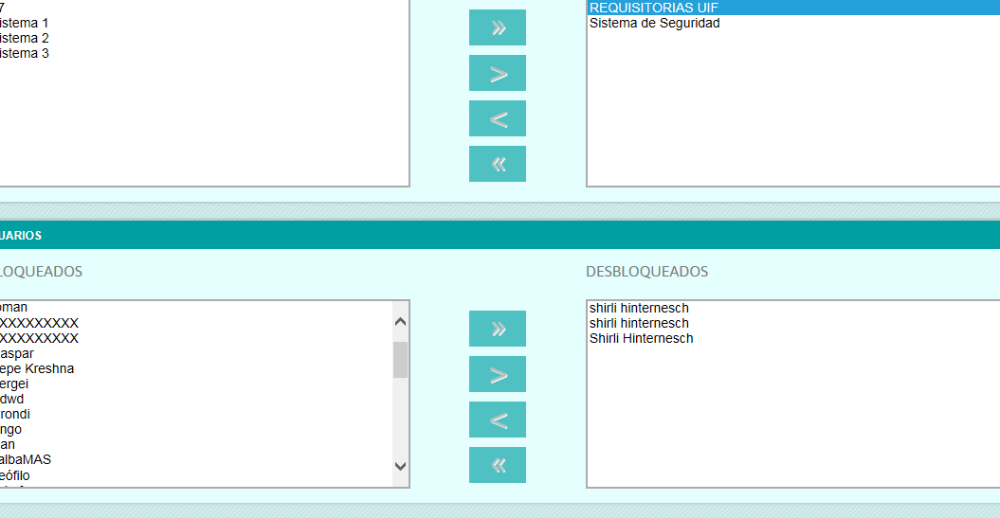 7
istema 1
istema 2
istema 3
»
>
<
«
REQUISITORIAS UIF
Sistema de Seguridad
UARIOS
LOQUEADOS
oman
XXXXXXXXXX
XXXXXXXXXX
aspar
epe Kreshna
ergei
dwd
rondi
ngo
an
albaMAS
eófilo
»
>
<
«
DESBLOQUEADOS
shirli hinternesch
shirli hinternesch
Shirli Hinternesch